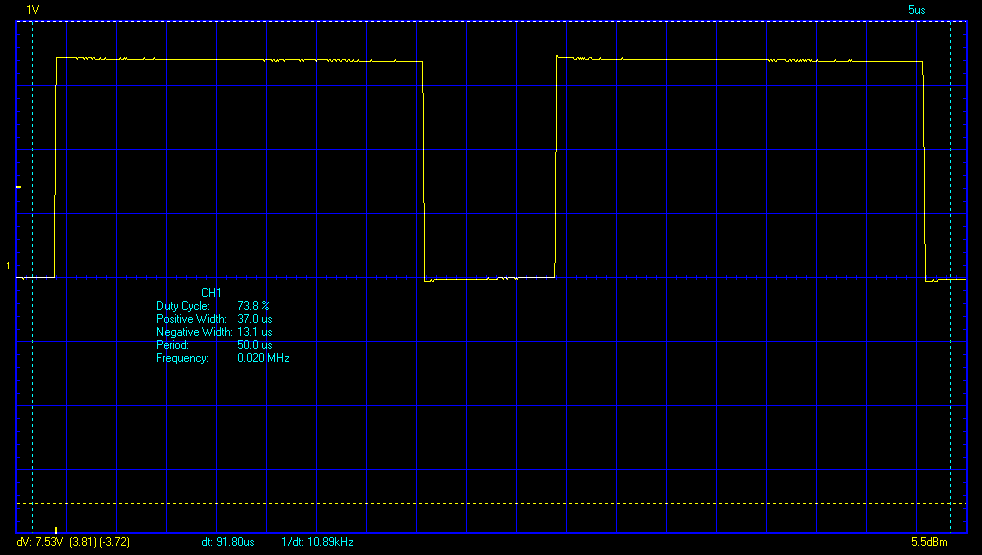 1V 5us
1
CH1
Duty Cycle: 73.8 %
Positive Width: 37.0 us
Negative Width: 13.1 us
Period: 50.0 us
Frequency: 0.020 MHz
dV: 7.53V (3.81) (-3.72) dt: 91.80us 1/dt: 10.89kHz 5.5dBm